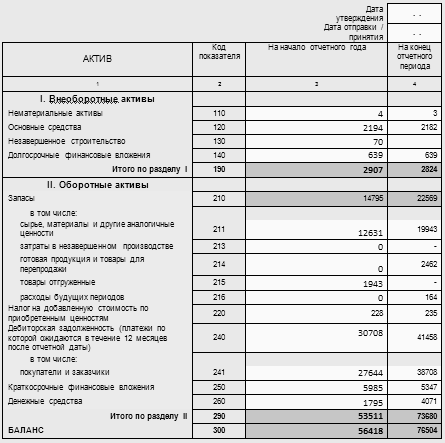 Дата
утверждения
. .
Дата отправки /
принятия
. .
АКТИВ
Код
показателя
На начало отчетного года
На конец
отчетного
периода
1 2 3 4
I. Внеоборотные активы
Нематериальные активы 110 4 3
Основные средства 120 2194 2182
Незавершенное строительство 130 70
Долгосрочные финансовые вложения 140 639 639
Итого по разделу I 190 2907 2824
II. Оборотные активы
Запасы 210 14795 22569
в том числе:
сырье, материалы и другие аналогичные
ценности 211 12631 19943
затраты в незавершенном производстве 213 0 -
готовая продукция и товары для
перепродажи 214 0 2462
товары отгруженные 215 1943 -
расходы будущих периодов 216 0 164
Налог на добавленную стоимость по
приобретенным ценностям 220 228 235
Дебиторская задолженность (платежи по
которой ожидаются в течение 12 месяцев
после отчетной даты) 240 30708 41458
в том числе:
покупатели и заказчики 241 27644 38708
Краткосрочные финансовые вложения 250 5985 5347
Денежные средства 260 1795 4071
Итого по разделу II 290 53511 73680
БАЛАНС 300 56418 76504